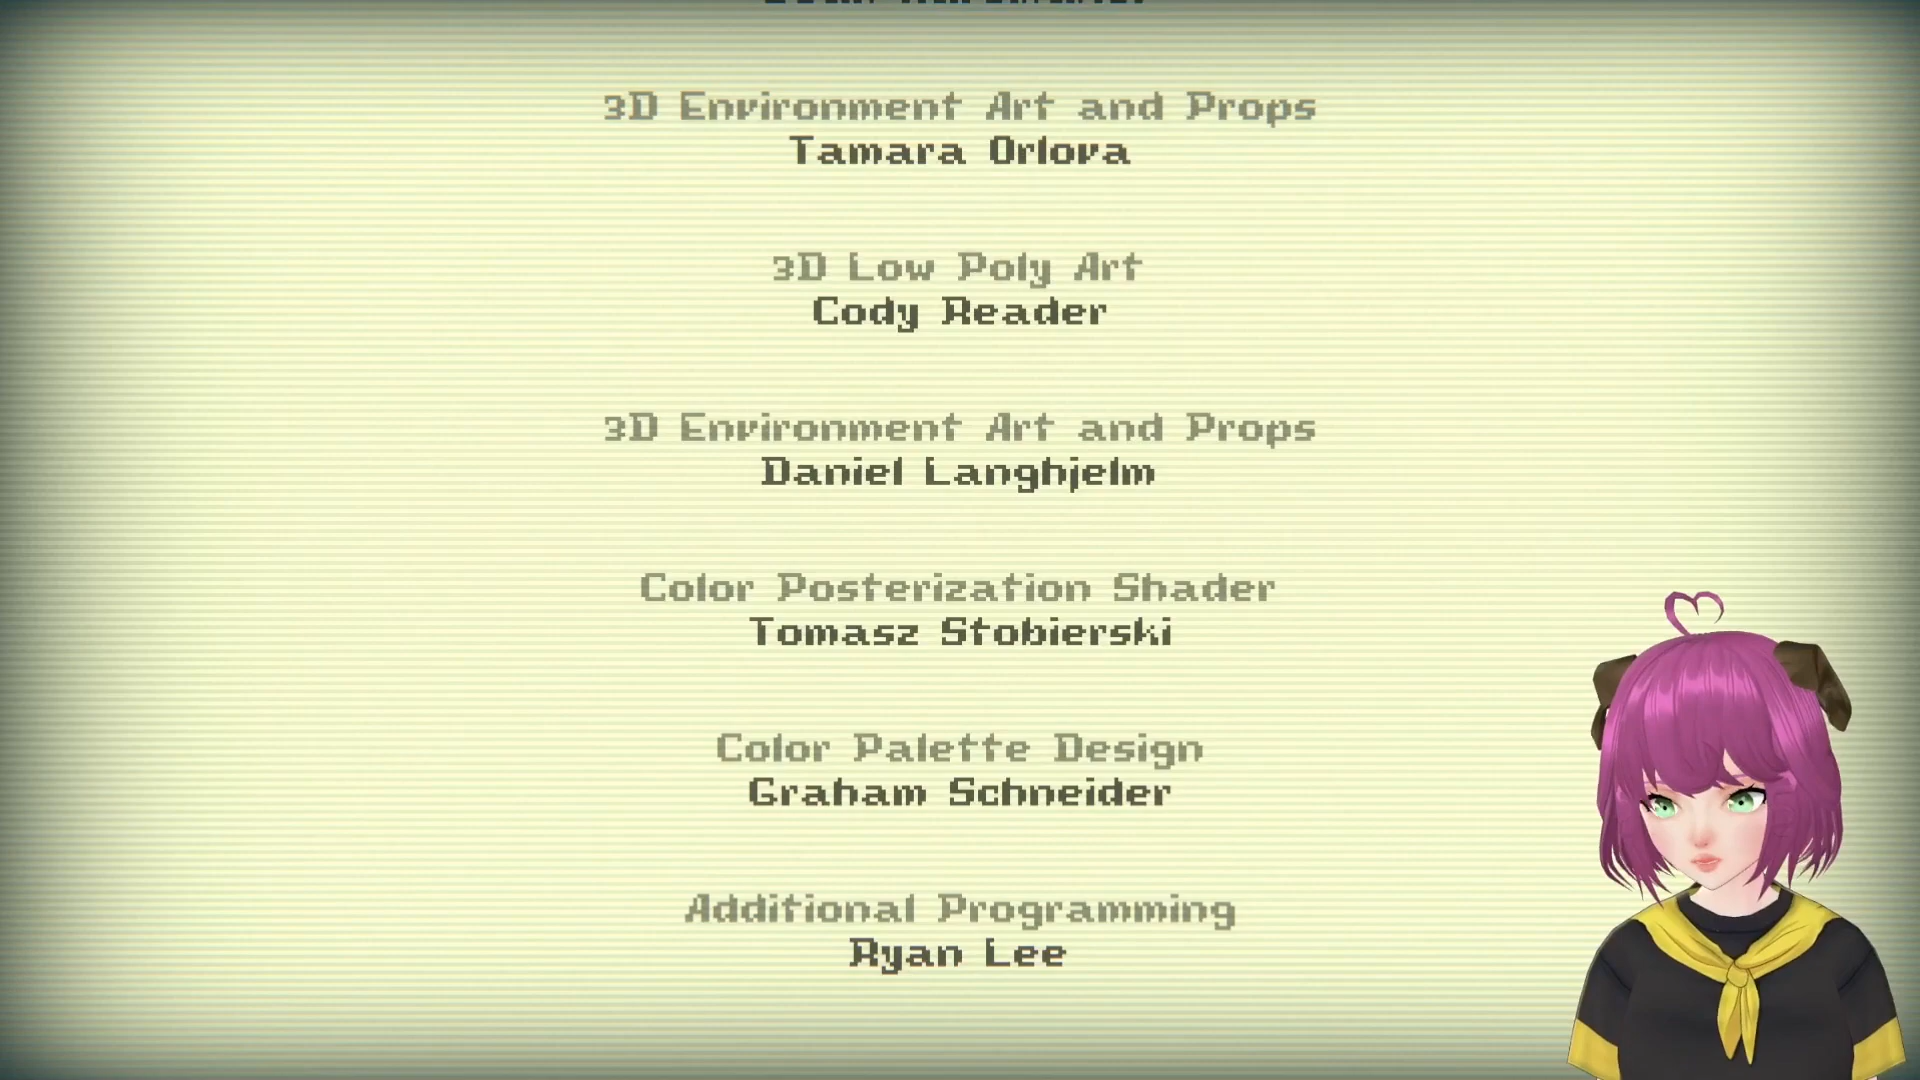 3D Environment Art and Props
Tamara Orlova
3D Low Poly Art
Cody Reader
3D Environment Art and Props
Daniel Langhjelm
Color Posterization Shader
Tomasz Stobierski
Color Palette Design
Graham Schneider
Additional Programming
Ryan Lee